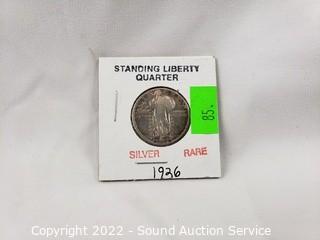 STANDING LIBERTY
QUARTER
85.
SILVER RARE
1926
Copyright 2022 - Sound Auction Service